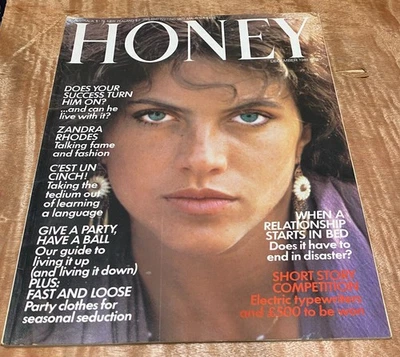 HONEY
DECEMBER
DOES YOUR
SUCCESS TURN
HIM ON?
...and can he
live with it?
ZANDRA
RHODES
Talking fame
and fashion
C'EST UN
CINCH!
Taking the
tedium out
of learning
a language
GIVE A PARTY,
HAVE A BALL
Our guide to
living it up
(and living it down)
PLUS:
FAST AND LOOSE
Party clothes for
seasonal seduction
WHEN A
RELATIONSHIP
STARTS IN BED
Does it have to
end in disaster?
SHORT STORY
COMPETITION
Electric typewriters
and £500 to be won